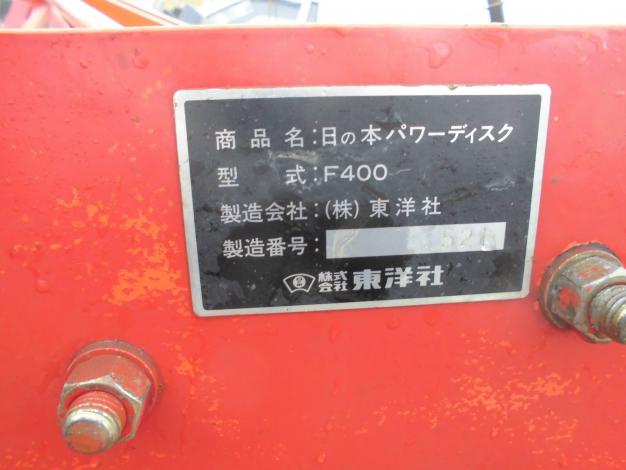 商品名:日の本パワーディスク
型式:F400
製造会社:(株)東洋社
製造番号:
株式会社 東洋社